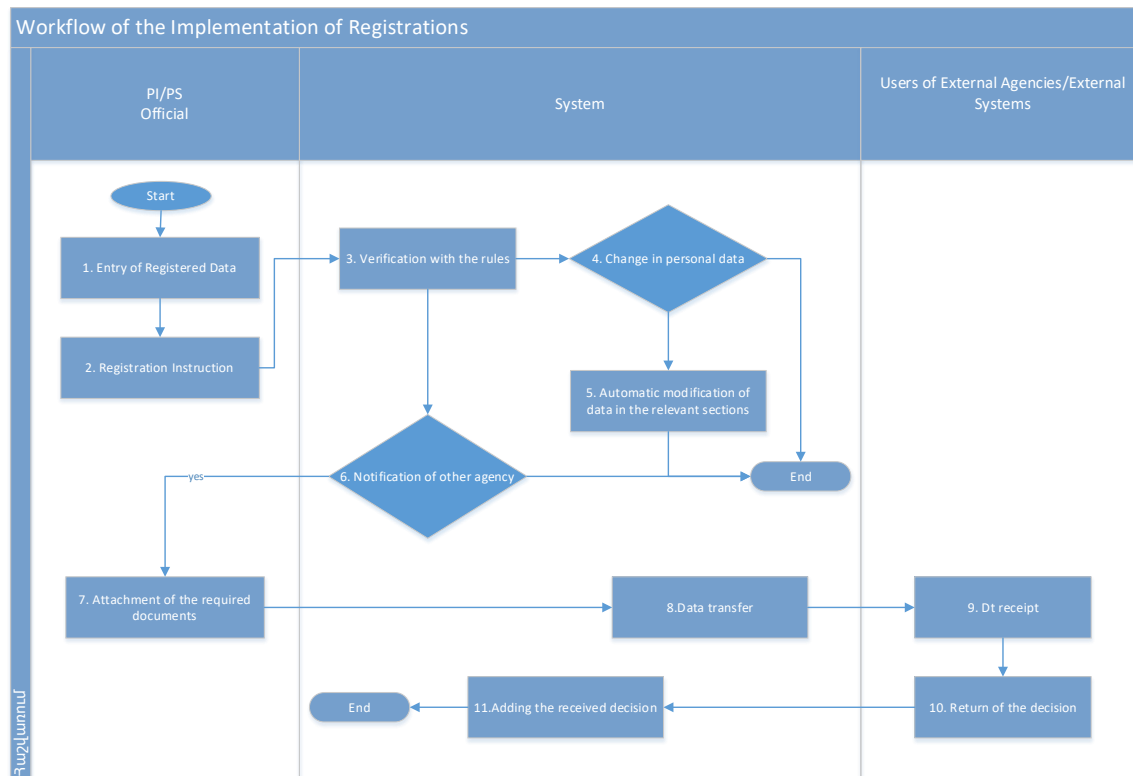 Workflow of the Implementation of Registrations
PI/PS
Official
System
Users of External Agencies/External
Systems
Start
1. Entry of Registered Data
3. Verification with the rules
4. Change in personal data
2. Registration Instruction
5. Automatic modification of
data in the relevant sections
yes
6. Notification of other agency
End
7. Attachment of the required
documents
8.Data transfer
9. Dt receipt
End
11.Adding the received decision
10. Return of the decision